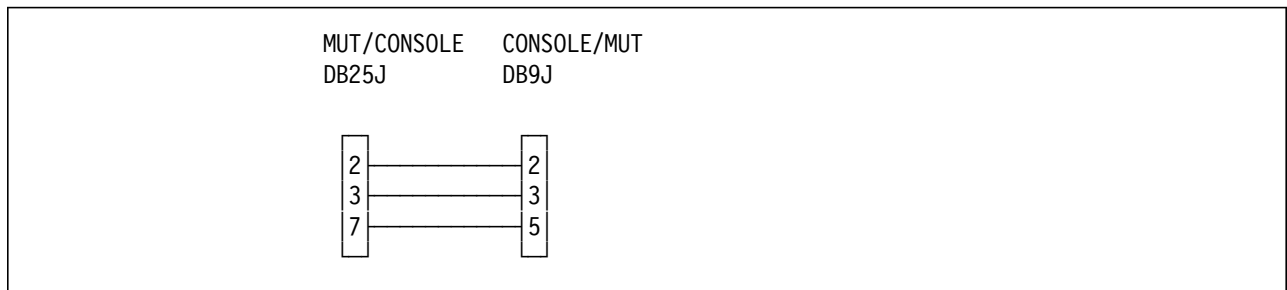 MUT/CONSOLE CONSOLE/MUT
DB25J DB9J
2 2
3 3
7 5